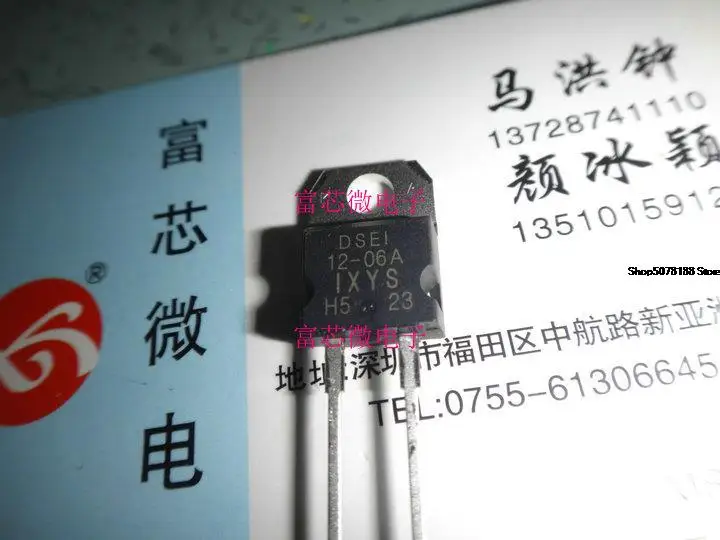 富芯微电
®
马洪钟
13728741110
颜冰颖
1351015912
富芯微电子
DSEI
12-06A
IXYS
H5 23
富芯微电子
Shop5078188 Store
地址:深圳市福田区中航路新亚洲
TEL:0755-61306645